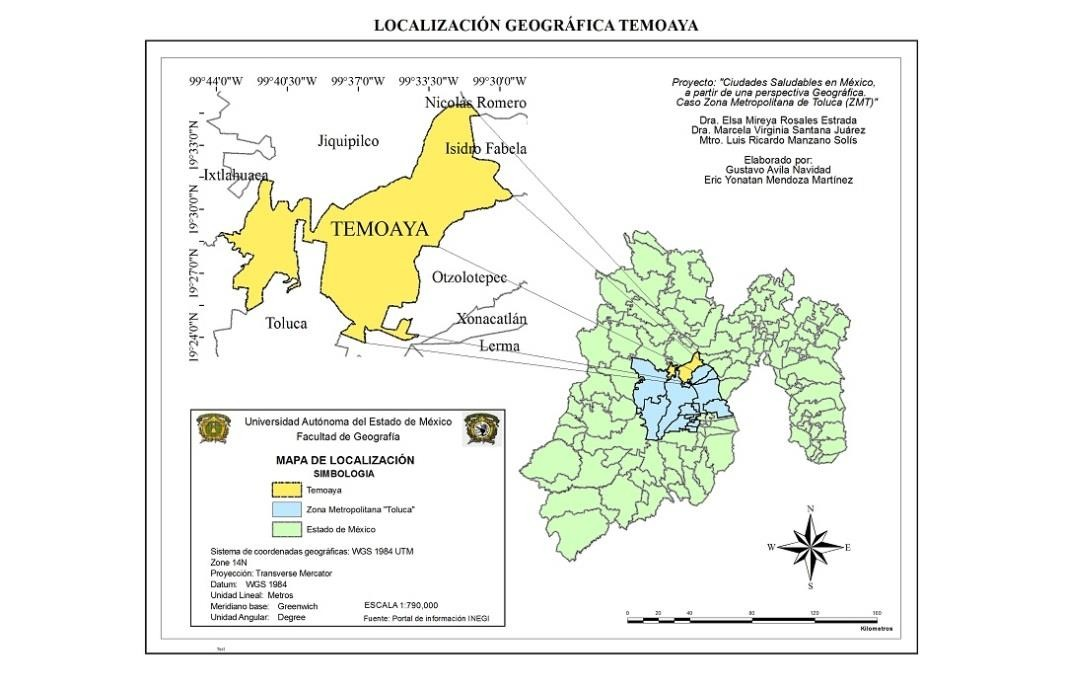 LOCALIZACIÓN GEOGRÁFICA TEMOAYA
99°44'0"W 99°40'30"W 99°37'0"W 99°33'30"W 99°30'0"W
19°33'0"N
19°30'0"N
19°27'0"N
19°24'0"N
Nicolás Romero
Jiquipilco
Isidro Fabela
Ixtlahuaca
TEMOAYA
Otzolotepec
Xonacatlán
Toluca
Lerma
Proyecto: "Ciudades Saludables en México,
a partir de una perspectiva Geográfica.
Caso Zona Metropolitana de Toluca (ZMT)"
Dra. Elsa Mireya Rosales Estrada
Dra. Marcela Virginia Santana Juárez
Mtro. Luis Ricardo Manzano Solís
Elaborado por:
Gustavo Avila Navidad
Eric Yonatan Mendoza Martínez
Universidad Autónoma del Estado de México
Facultad de Geografía
MAPA DE LOCALIZACIÓN
SIMBOLOGIA
Temoaya
Zona Metropolitana "Toluca"
Estado de México
Sistema de coordenadas geográficas: WGS 1984 UTM
Zone 14N
Proyección: Transverse Mercator
Datum: WGS 1984
Unidad Lineal: Metros
Meridiano base: Greenwich
Unidad Angular: Degree
ESCALA 1:790,000
Fuente: Portal de información INEGI
N
W E
S
0 20 40 80 120 160
Kilometros
Text